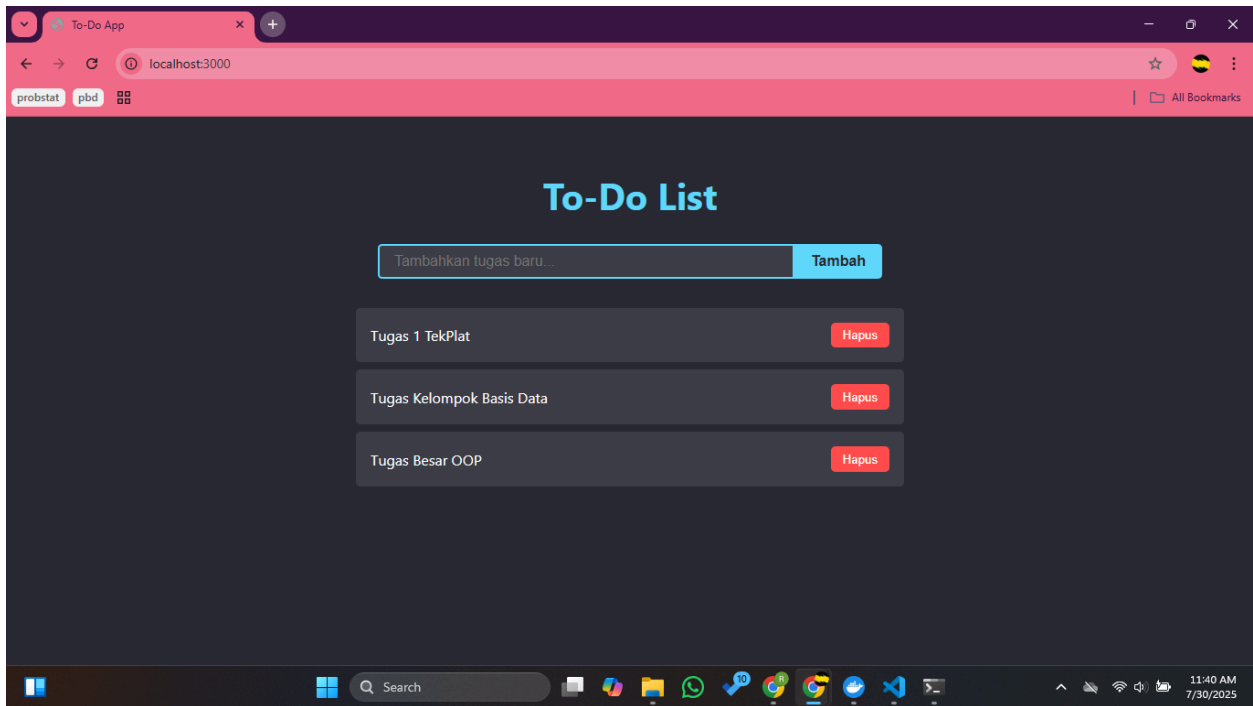 To-Do App
localhost:3000
probstat pbd All Bookmarks
To-Do List
Tambahkan tugas baru... Tambah
Tugas 1 TekPlat Hapus
Tugas Kelompok Basis Data Hapus
Tugas Besar OOP Hapus
Search 10 R 11:40 AM
7/30/2025